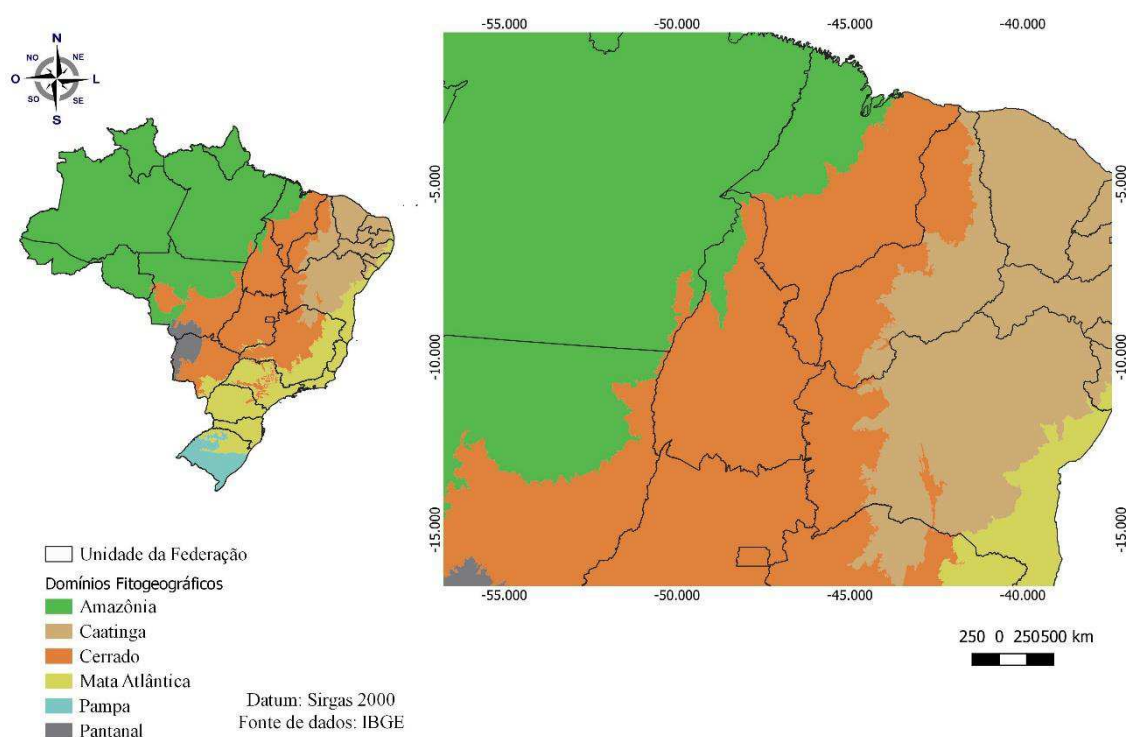 N
NO NE
O L
SO SE
S
-55.000 -50.000 -45.000 -40.000
-5.000 -5.000
-10.000 -10.000
-15.000 -15.000
-55.000 -50.000 -45.000 -40.000
250 0 250500 km
Unidade da Federação
Domínios Fitogeográficos
Amazônia
Caatinga
Cerrado
Mata Atlântica
Pampa
Pantanal
Datum: Sirgas 2000
Fonte de dados: IBGE